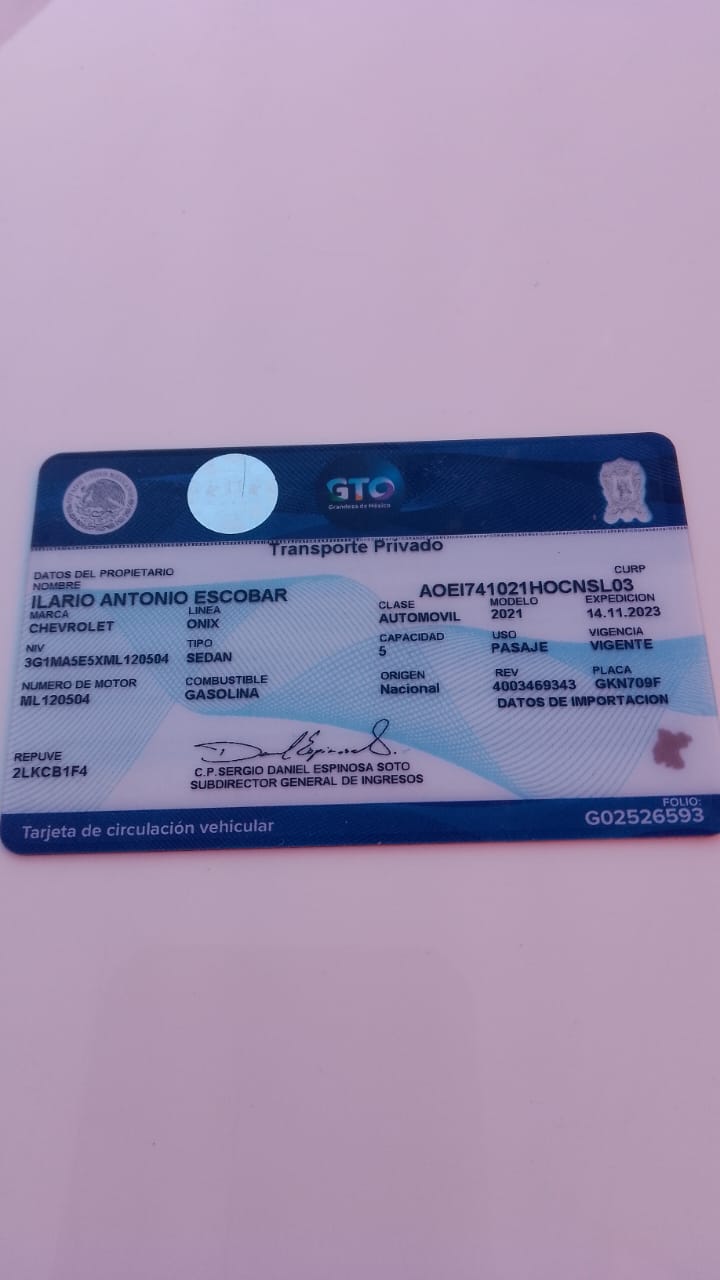 GTO
Grandeza de México
Transporte Privado
DATOS DEL PROPIETARIO
NOMBRE
ILARIO ANTONIO ESCOBAR
CURP
AOEI741021HOCNSL03
MARCA
CHEVROLET
LINEA
ONIX
CLASE
AUTOMOVIL
MODELO
2021
EXPEDICION
14.11.2023
NIV
3G1MA5E5XML120504
TIPO
SEDAN
CAPACIDAD
5
USO
PASAJE
VIGENCIA
VIGENTE
NUMERO DE MOTOR
ML120504
COMBUSTIBLE
GASOLINA
ORIGEN
Nacional
REV
4003469343
PLACA
GKN709F
DATOS DE IMPORTACION
REPUVE
2LKCB1F4
C.P.SERGIO DANIEL ESPINOSA SOTO
SUBDIRECTOR GENERAL DE INGRESOS
Tarjeta de circulación vehicular
FOLIO:
G02526593